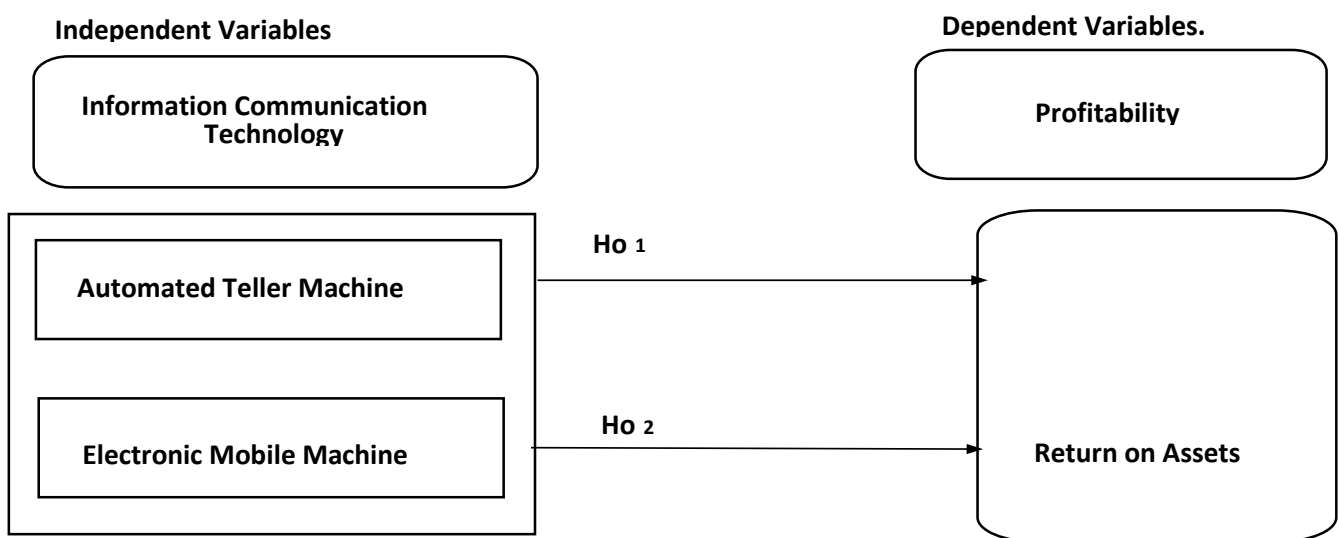 Independent Variables
Dependent Variables.
Information Communication
Technology
Profitability
Ho 1
Automated Teller Machine
Ho 2
Electronic Mobile Machine
Return on Assets